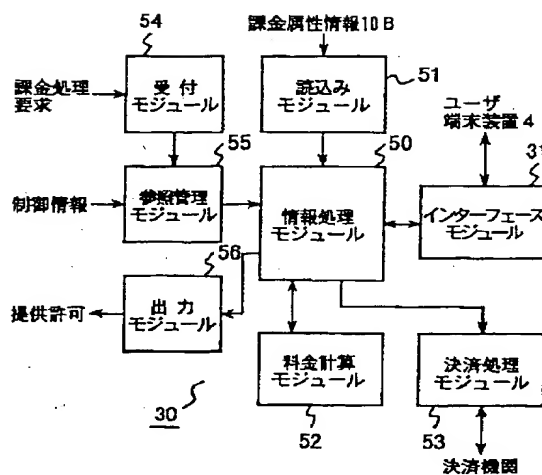 54
課金属性情報10B
課金処理
要求
受付
モジュール
読込み
モジュール
51
ユーザ
端末装置4
55
50
31
制御情報
参照管理
モジュール
情報処理
モジュール
インターフェース
モジュール
56
提供許可
出力
モジュール
料金計算
モジュール
決済処理
モジュール
30
52
53
決済機関